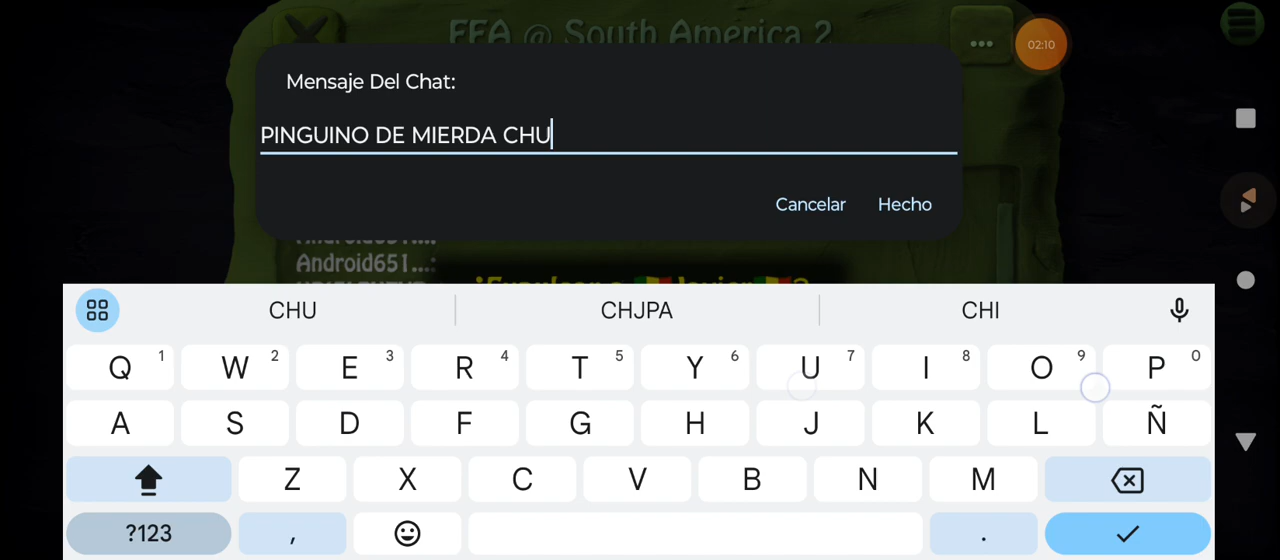 FFA @ South America 2
02:10
Mensaje Del Chat:
PINGUINO DE MIERDA CHU
Cancelar Hecho
Android651...:
CHU CHJPA CHI
Q 1 W 2 E 3 R 4 T 5 Y 6 U 7 I 8 O 9 P 0
A S D F G H J K L Ñ
Z X C V B N M
?123 , .